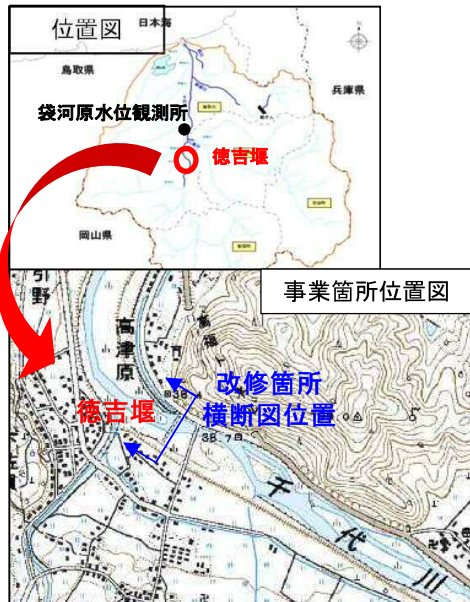 位置図
日本海
鳥取県
兵庫県
袋河原水位観測所
徳吉堰
岡山県
事業箇所位置図
引野
高津原
改修箇所
横断図位置
徳吉堰
38.7
千代川